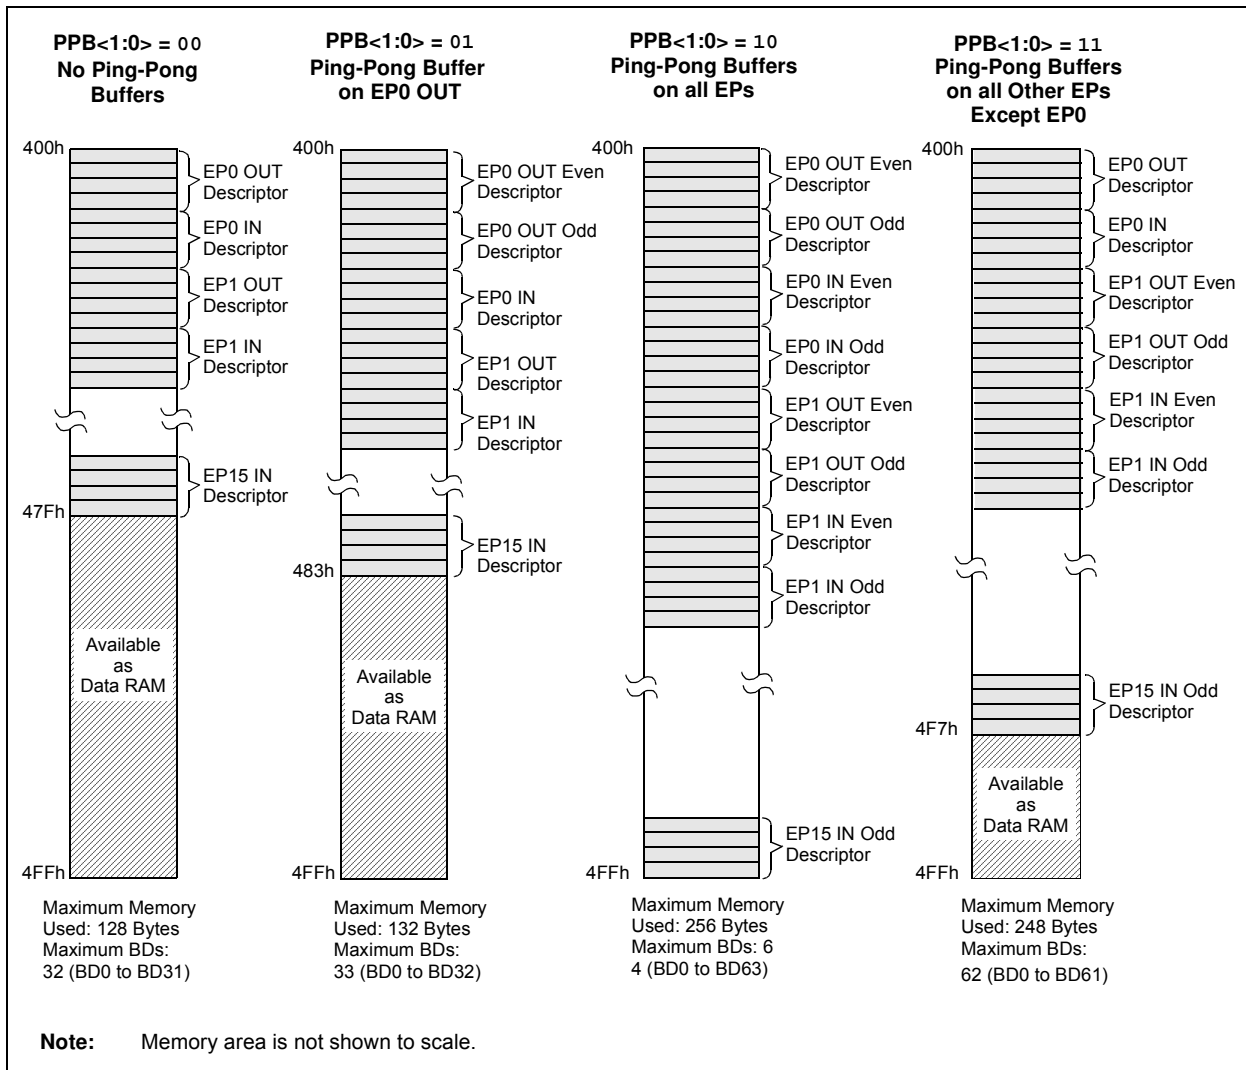 PPB<1:0> = 00
No Ping-Pong
Buffers
400h
EP0 OUT
Descriptor
EP0 IN
Descriptor
EP1 OUT
Descriptor
EP1 IN
Descriptor
EP15 IN
Descriptor
47Fh
Available
as
Data RAM
4FFh
Maximum Memory
Used: 128 Bytes
Maximum BDs:
32 (BD0 to BD31)
PPB<1:0> = 01
Ping-Pong Buffer
on EP0 OUT
400h
EP0 OUT Even
Descriptor
EP0 OUT Odd
Descriptor
EP0 IN
Descriptor
EP1 OUT
Descriptor
EP1 IN
Descriptor
EP15 IN
Descriptor
483h
Available
as
Data RAM
4FFh
Maximum Memory
Used: 132 Bytes
Maximum BDs:
33 (BD0 to BD32)
PPB<1:0> = 10
Ping-Pong Buffers
on all EPs
400h
EP0 OUT Even
Descriptor
EP0 OUT Odd
Descriptor
EP0 IN Even
Descriptor
EP0 IN Odd
Descriptor
EP1 OUT Even
Descriptor
EP1 OUT Odd
Descriptor
EP1 IN Even
Descriptor
EP1 IN Odd
Descriptor
EP15 IN Odd
Descriptor
4FFh
Maximum Memory
Used: 256 Bytes
Maximum BDs: 6
4 (BD0 to BD63)
PPB<1:0> = 11
Ping-Pong Buffers
on all Other EPs
Except EP0
400h
EP0 OUT
Descriptor
EP0 IN
Descriptor
EP1 OUT Even
Descriptor
EP1 OUT Odd
Descriptor
EP1 IN Even
Descriptor
EP1 IN Odd
Descriptor
EP15 IN Odd
Descriptor
4F7h
Available
as
Data RAM
4FFh
Maximum Memory
Used: 248 Bytes
Maximum BDs:
62 (BD0 to BD61)
Note: Memory area is not shown to scale.